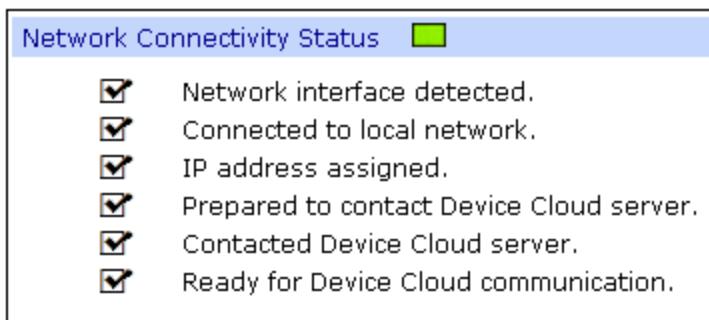 Network Connectivity Status
Network interface detected.
Connected to local network.
IP address assigned.
Prepared to contact Device Cloud server.
Contacted Device Cloud server.
Ready for Device Cloud communication.